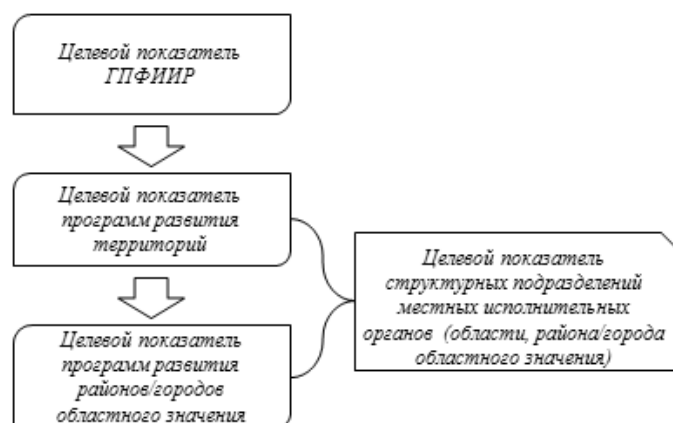 Целевой показатель
ГПФИИР
Целевой показатель
программ развития
территорий
Целевой показатель
программ развития
районов/городов
областного значения
Целевой показатель
структурных подразделений
местных исполнительных
органов (области, района/города
областного значения)